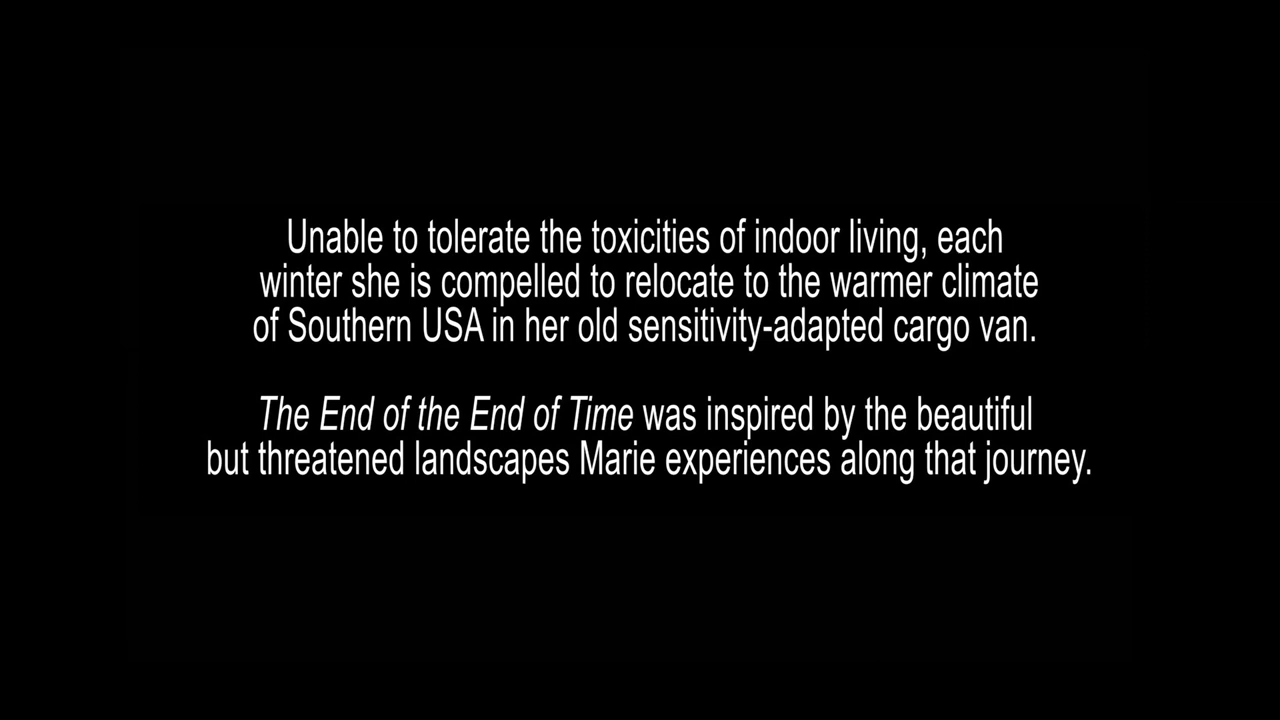 Unable to tolerate the toxicities of indoor living, each
winter she is compelled to relocate to the warmer climate
of Southern USA in her old sensitivity-adapted cargo van.
The End of the End of Time was inspired by the beautiful
but threatened landscapes Marie experiences along that journey.